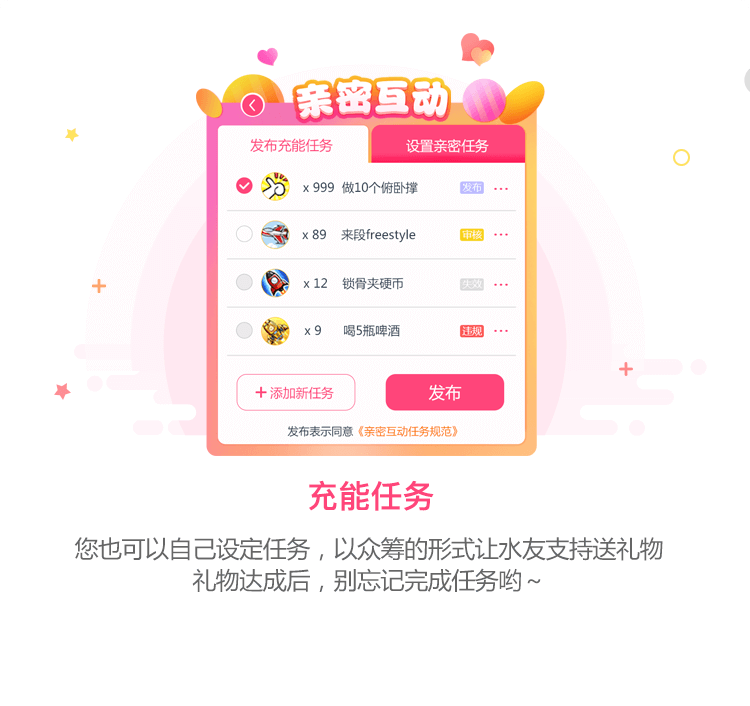 亲密互动
发布充能任务 设置亲密任务
x 999 做10个俯卧撑 发布 ···
x 89 来段freestyle 审核 ···
x 12 锁骨夹硬币 失效 ···
x 9 喝5瓶啤酒 违规 ···
+添加新任务 发布
发布表示同意《亲密互动任务规范》
充能任务
您也可以自己设定任务，以众筹的形式让水友支持送礼物
礼物达成后，别忘记完成任务哟～